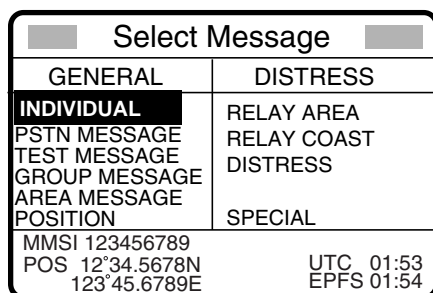 Select Message
GENERAL
DISTRESS
INDIVIDUAL
PSTN MESSAGE
TEST MESSAGE
GROUP MESSAGE
AREA MESSAGE
POSITION
RELAY AREA
RELAY COAST
DISTRESS
SPECIAL
MMSI 123456789
POS 12°34.5678N
123°45.6789E
UTC 01:53
EPFS 01:54